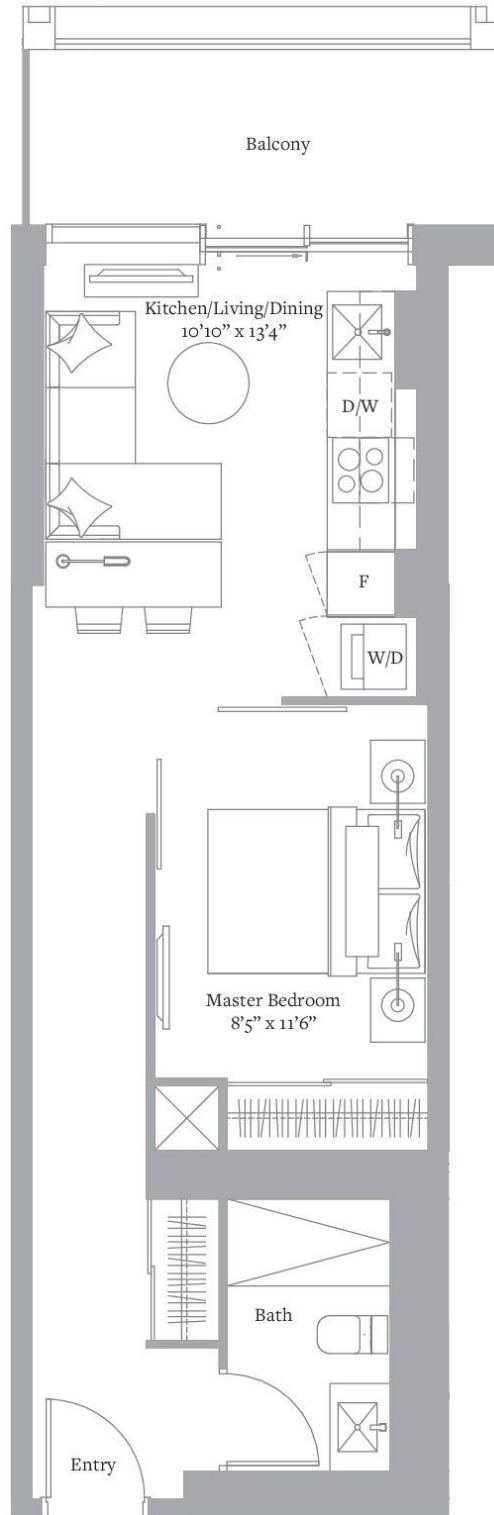 Balcony
Kitchen/Living/Dining
10’10” x 13’4”
D/W
F
W/D
Master Bedroom
8’5” x 11’6”
Bath
Entry